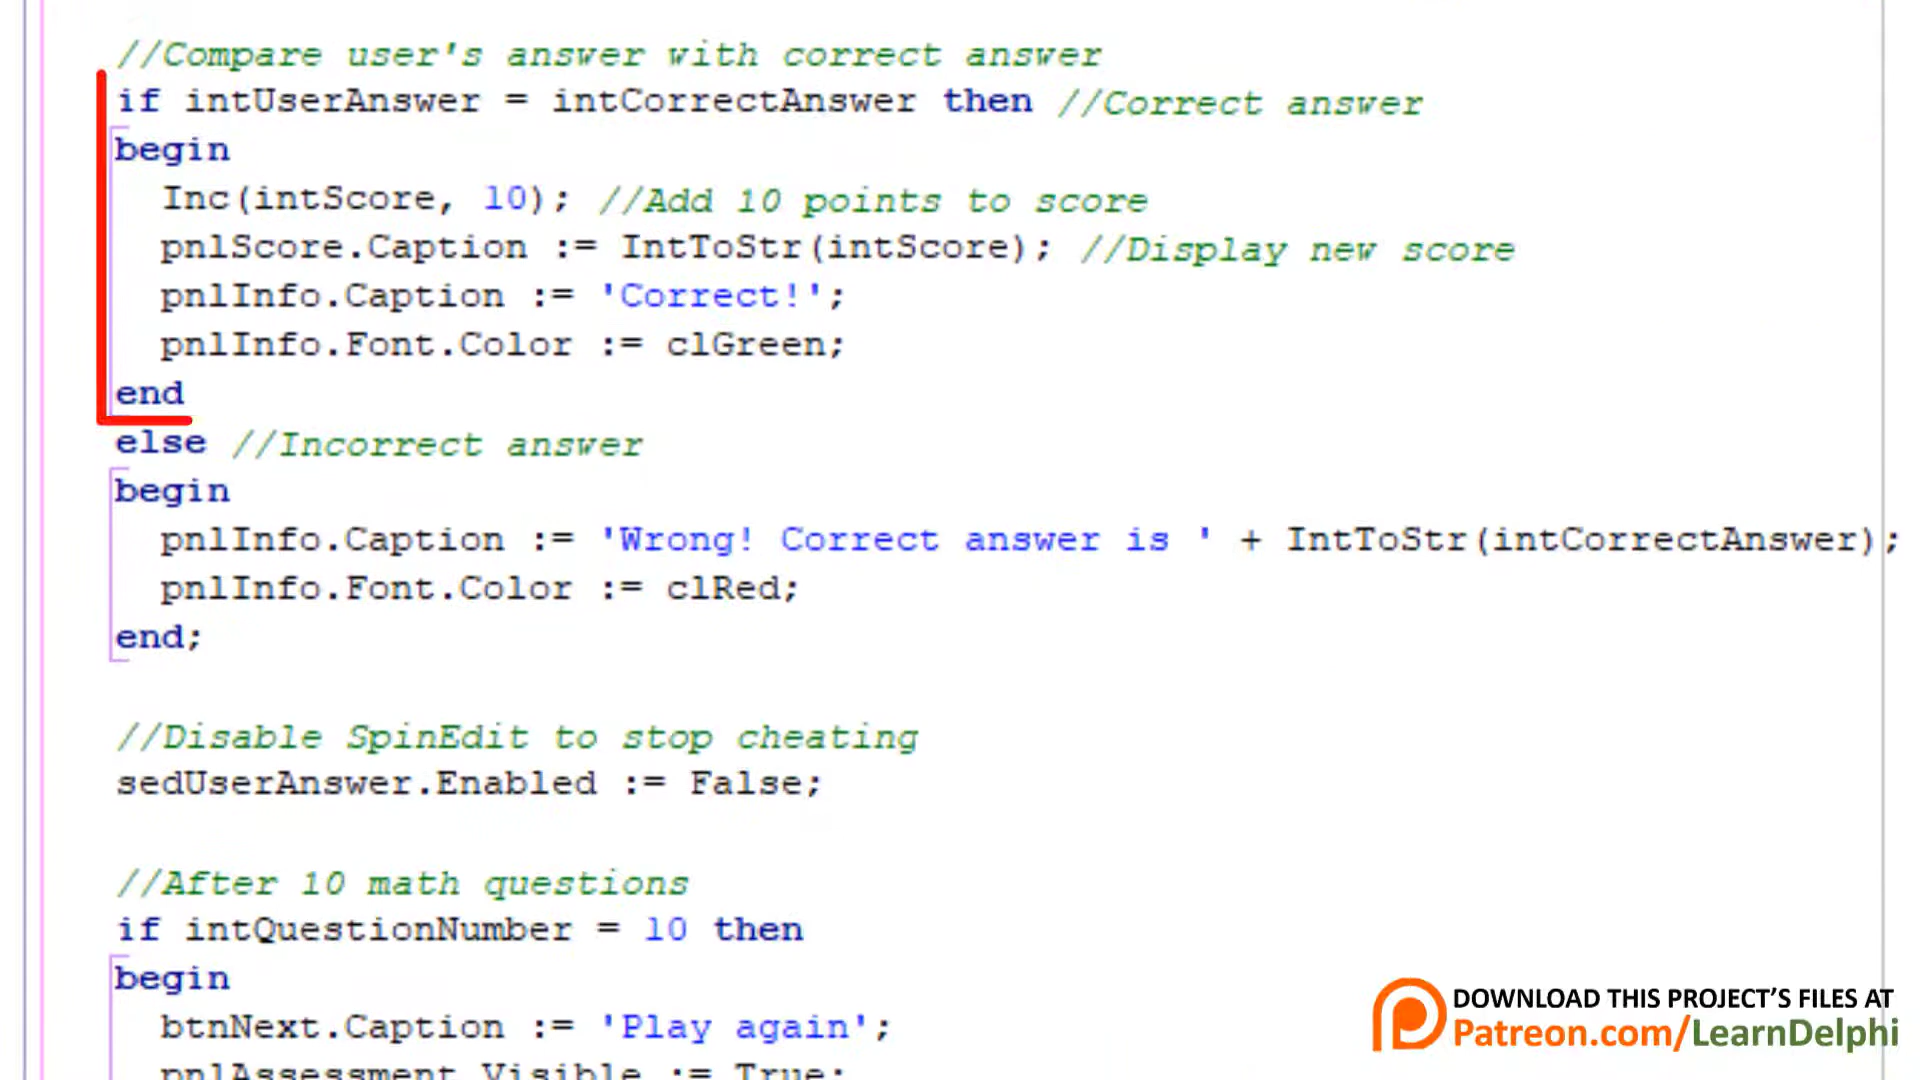 //Compare user's answer with correct answer
if intUserAnswer = intCorrectAnswer then //Correct answer
begin
Inc(intScore, 10); //Add 10 points to score
pnlScore.Caption := IntToStr(intScore); //Display new score
pnlInfo.Caption := 'Correct!';
pnlInfo.Font.Color := clGreen;
end
else //Incorrect answer
begin
pnlInfo.Caption := 'Wrong! Correct answer is ' + IntToStr(intCorrectAnswer);
pnlInfo.Font.Color := clRed;
end;
//Disable SpinEdit to stop cheating
sedUserAnswer.Enabled := False;
//After 10 math questions
if intQuestionNumber = 10 then
begin
btnNext.Caption := 'Play again';
pnlAssessment.Visible := True;
DOWNLOAD THIS PROJECT'S FILES AT
Patreon.com/LearnDelphi